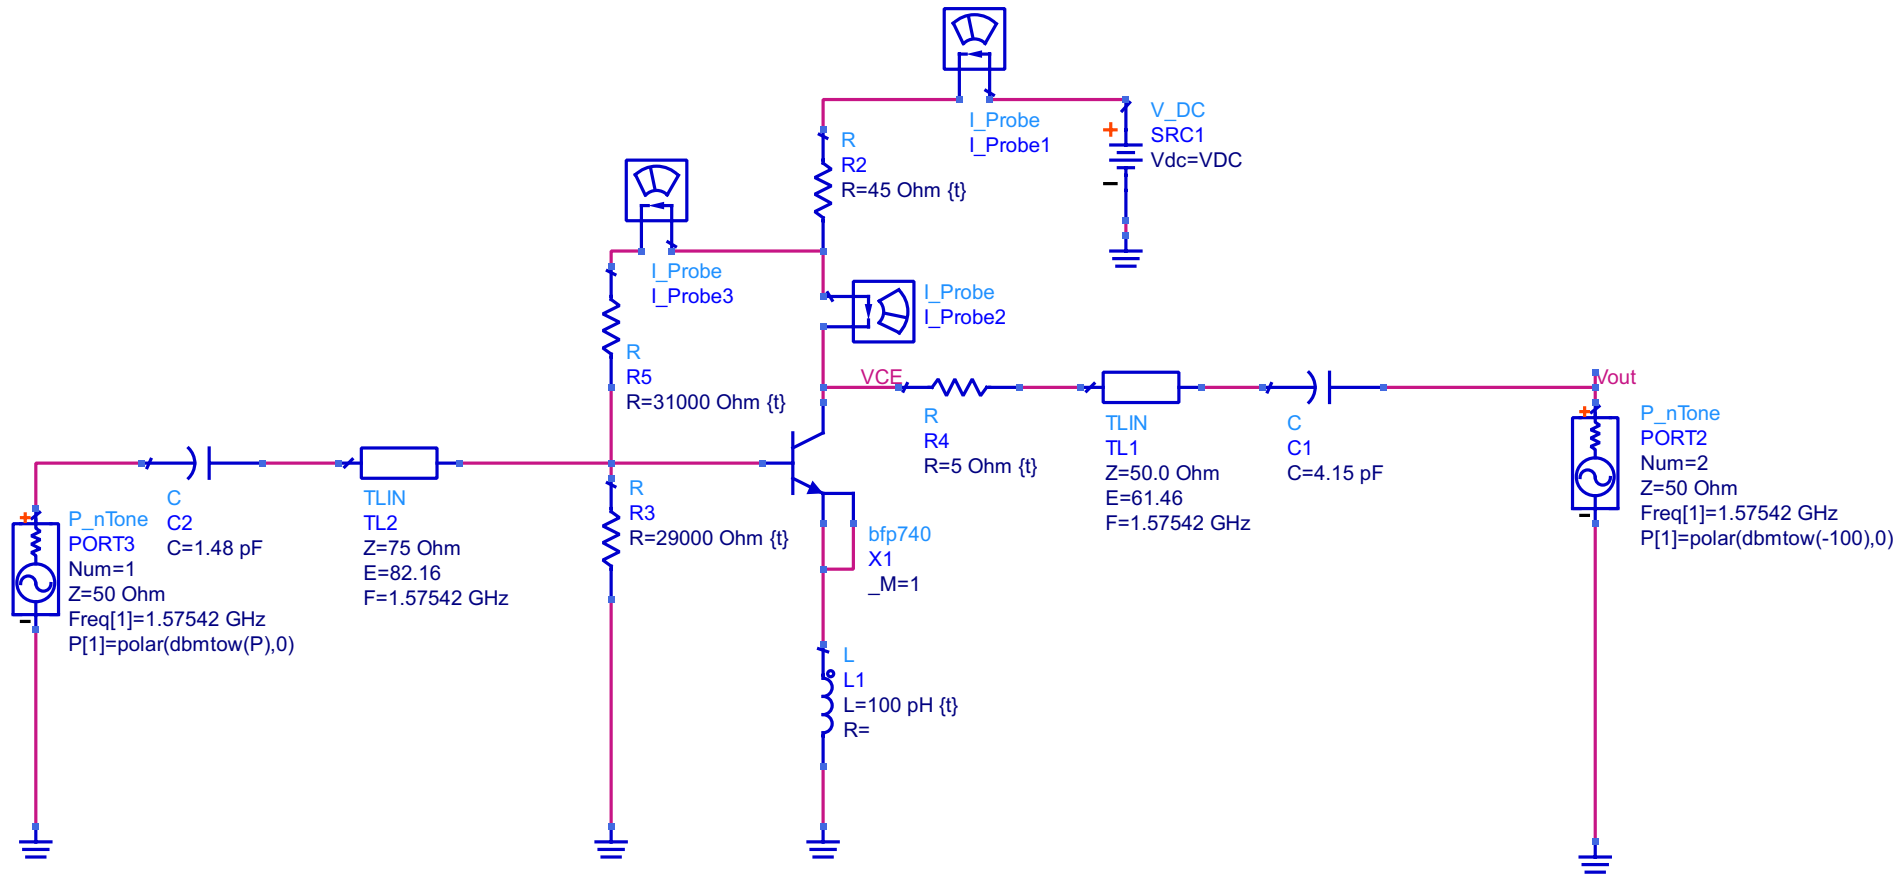 I_Probe
I_Probe1
V_DC
SRC1
Vdc=VDC
R
R2
R=45 Ohm {t}
I_Probe
I_Probe3
I_Probe
I_Probe2
R
R5
R=31000 Ohm {t}
VCE
R
R4
R=5 Ohm {t}
TLIN
TL1
Z=50.0 Ohm
E=61.46
F=1.57542 GHz
C
C1
C=4.15 pF
Vout
P_nTone
PORT2
Num=2
Z=50 Ohm
Freq[1]=1.57542 GHz
P[1]=polar(dbmtow(-100),0)
P_nTone
PORT3
Num=1
Z=50 Ohm
Freq[1]=1.57542 GHz
P[1]=polar(dbmtow(P),0)
C
C2
C=1.48 pF
TLIN
TL2
Z=75 Ohm
E=82.16
F=1.57542 GHz
R
R3
R=29000 Ohm {t}
bfp740
X1
_M=1
L
L1
L=100 pH {t}
R=